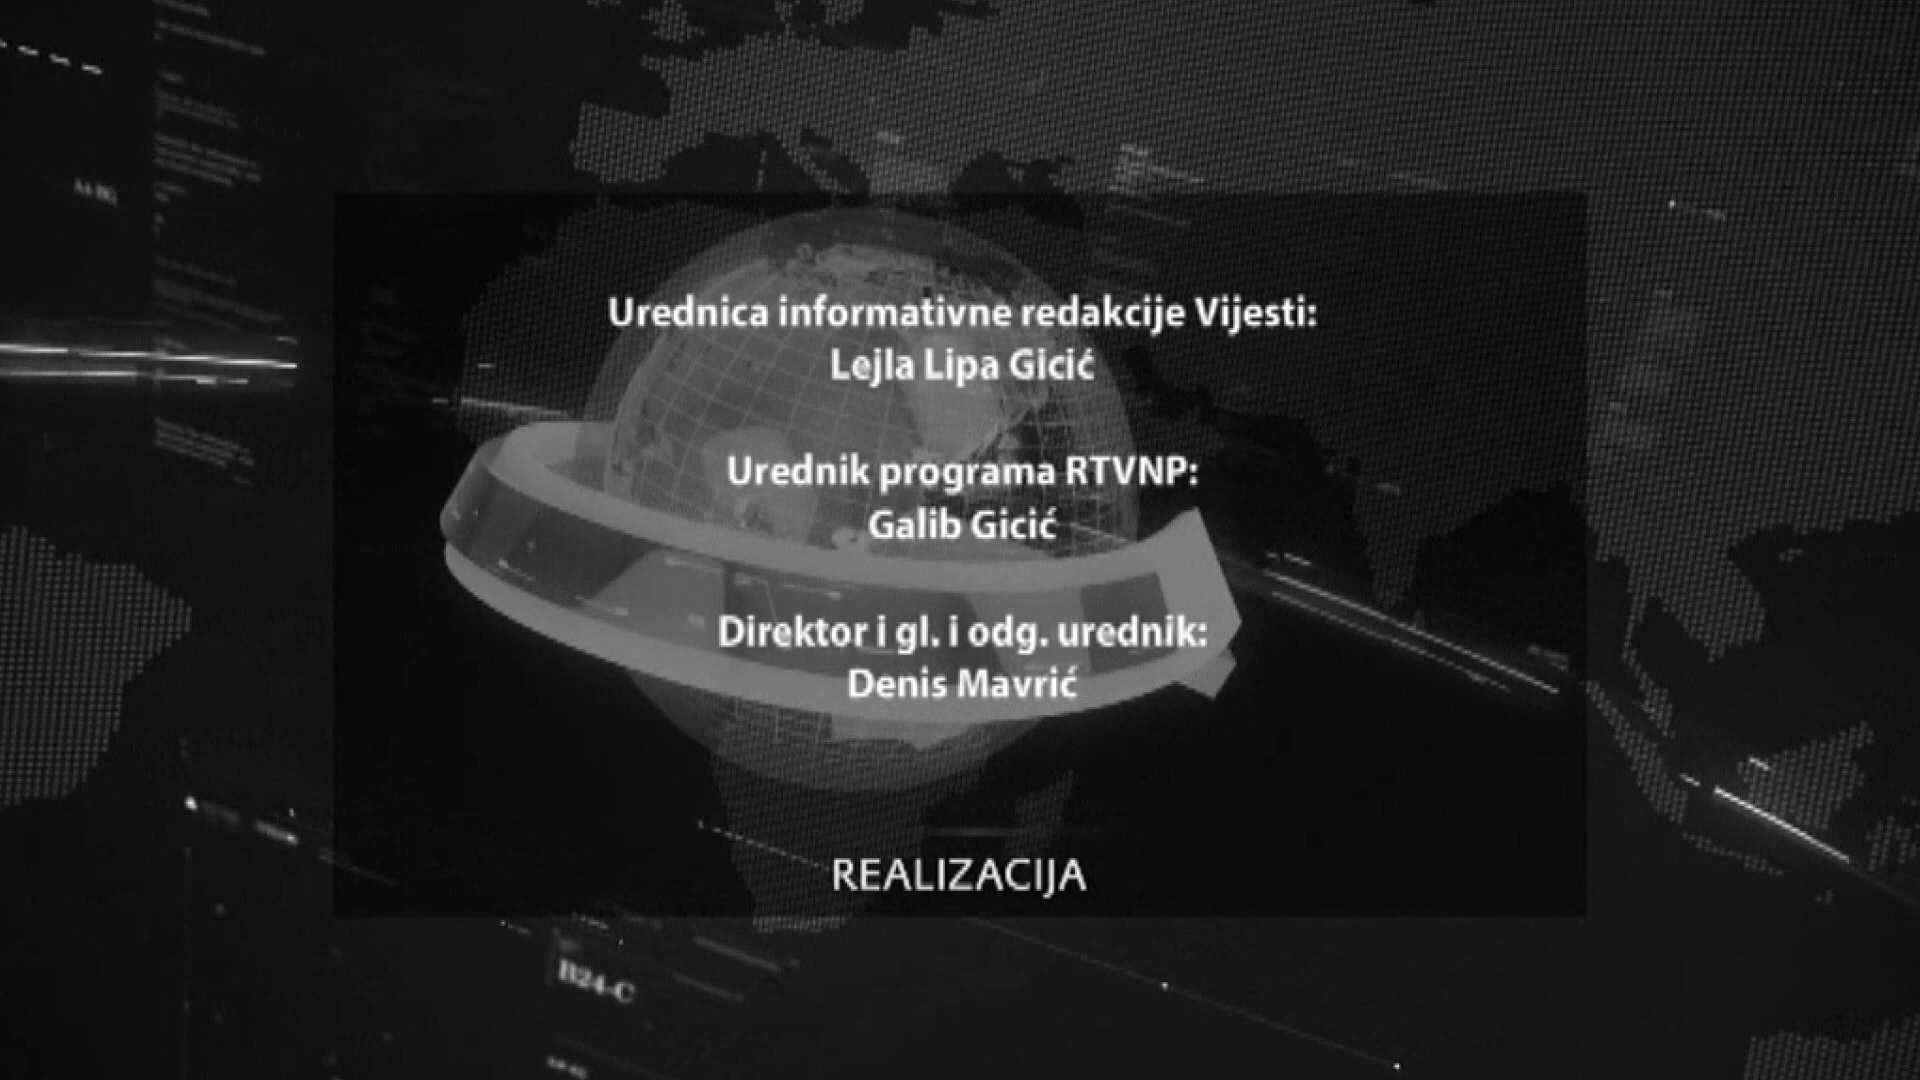 Urednica informativne redakcije Vijesti:
Lejla Lipa Gicić
Urednik programa RTVNP:
Galib Gicić
Direktor i gl. i odg. urednik:
Denis Mavrić
REALIZACIJA
B24-C